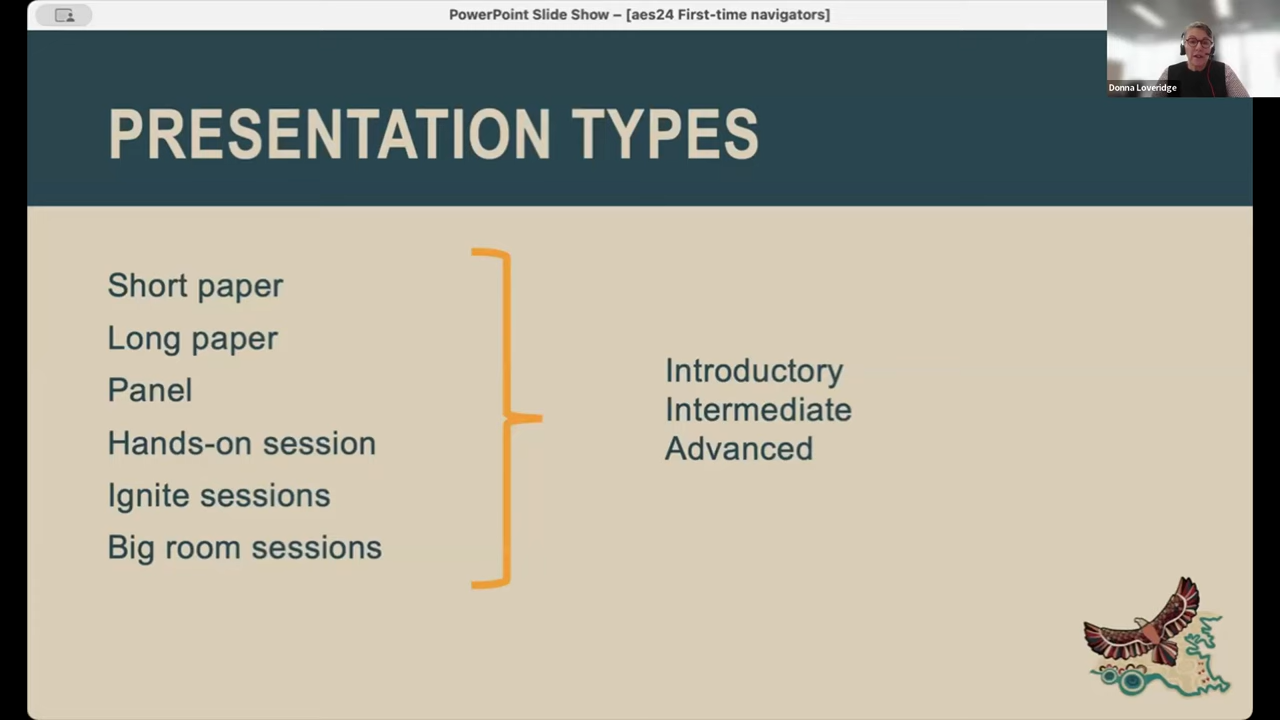 PowerPoint Slide Show – [aes24 First-time navigators]
Donna Loveridge
PRESENTATION TYPES
Short paper
Long paper
Panel
Hands-on session
Ignite sessions
Big room sessions
Introductory
Intermediate
Advanced